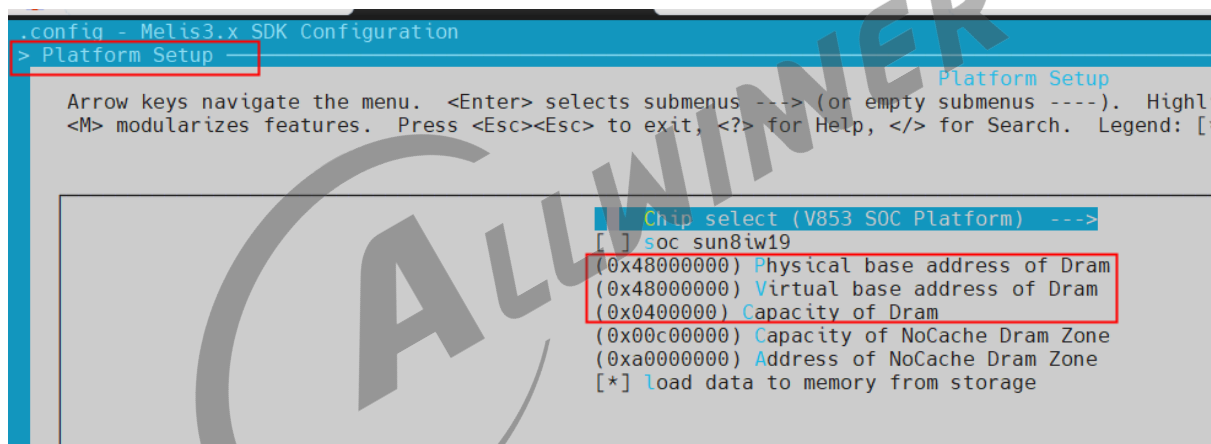 .config - Melis3.x SDK Configuration
> Platform Setup
Platform Setup
Arrow keys navigate the menu. <Enter> selects submenus ---> (or empty submenus ----). Highl
<M> modularizes features. Press <Esc><Esc> to exit, <?> for Help, </> for Search. Legend: [
Chip select (V853 SOC Platform) --->
[ ] soc sun8iw19
(0x48000000) Physical base address of Dram
(0x48000000) Virtual base address of Dram
(0x0400000) Capacity of Dram
(0x00c00000) Capacity of NoCache Dram Zone
(0xa0000000) Address of NoCache Dram Zone
[*] load data to memory from storage
ALLWINNER